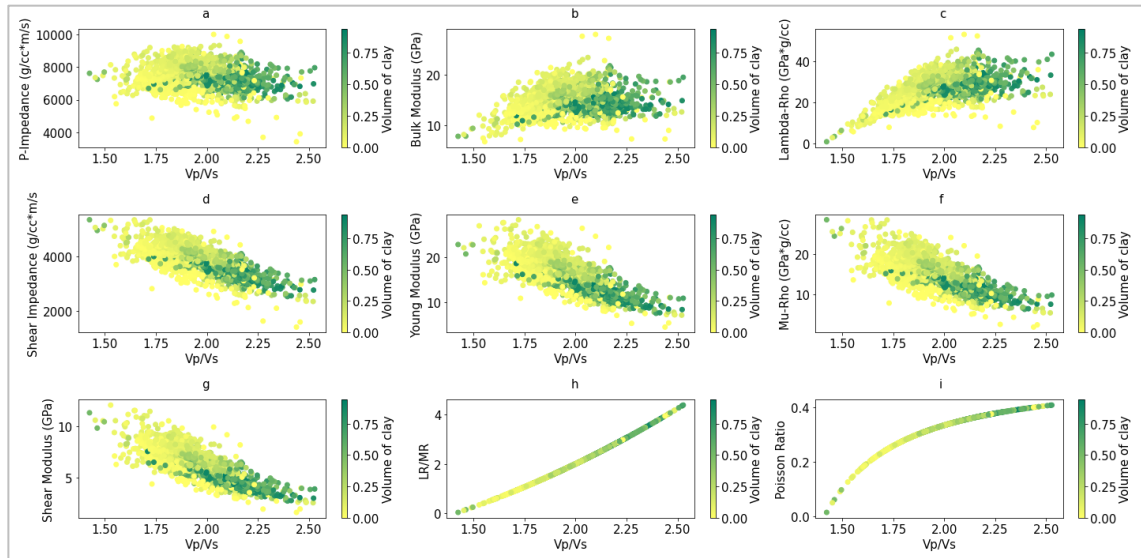 a
P-Impedance (g/cc*m/s)
10000
8000
6000
4000
1.50 1.75 2.00 2.25 2.50
Vp/Vs
0.75
0.50
0.25
0.00
Volume of clay
b
Bulk Modulus (GPa)
20
10
1.50 1.75 2.00 2.25 2.50
Vp/Vs
0.75
0.50
0.25
0.00
Volume of clay
c
Lambda-Rho (GPa*g/cc)
40
20
0
1.50 1.75 2.00 2.25 2.50
Vp/Vs
0.75
0.50
0.25
0.00
Volume of clay
d
Shear Impedance (g/cc*m/s)
4000
2000
1.50 1.75 2.00 2.25 2.50
Vp/Vs
0.75
0.50
0.25
0.00
Volume of clay
e
Young Modulus (GPa)
20
10
1.50 1.75 2.00 2.25 2.50
Vp/Vs
0.75
0.50
0.25
0.00
Volume of clay
f
Mu-Rho (GPa*g/cc)
20
10
1.50 1.75 2.00 2.25 2.50
Vp/Vs
0.75
0.50
0.25
0.00
Volume of clay
g
Shear Modulus (GPa)
10
5
1.50 1.75 2.00 2.25 2.50
Vp/Vs
0.75
0.50
0.25
0.00
Volume of clay
h
LR/MR
4
2
0
1.50 1.75 2.00 2.25 2.50
Vp/Vs
0.75
0.50
0.25
0.00
Volume of clay
i
Poisson Ratio
0.4
0.2
0.0
1.50 1.75 2.00 2.25 2.50
Vp/Vs
0.75
0.50
0.25
0.00
Volume of clay